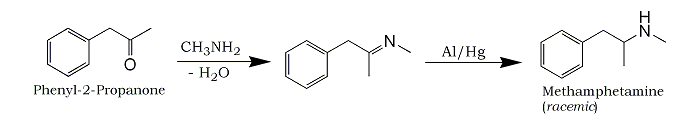 CH3NH2
- H2O
Al/Hg
O
N
H
N
Phenyl-2-Propanone
Methamphetamine
(racemic)